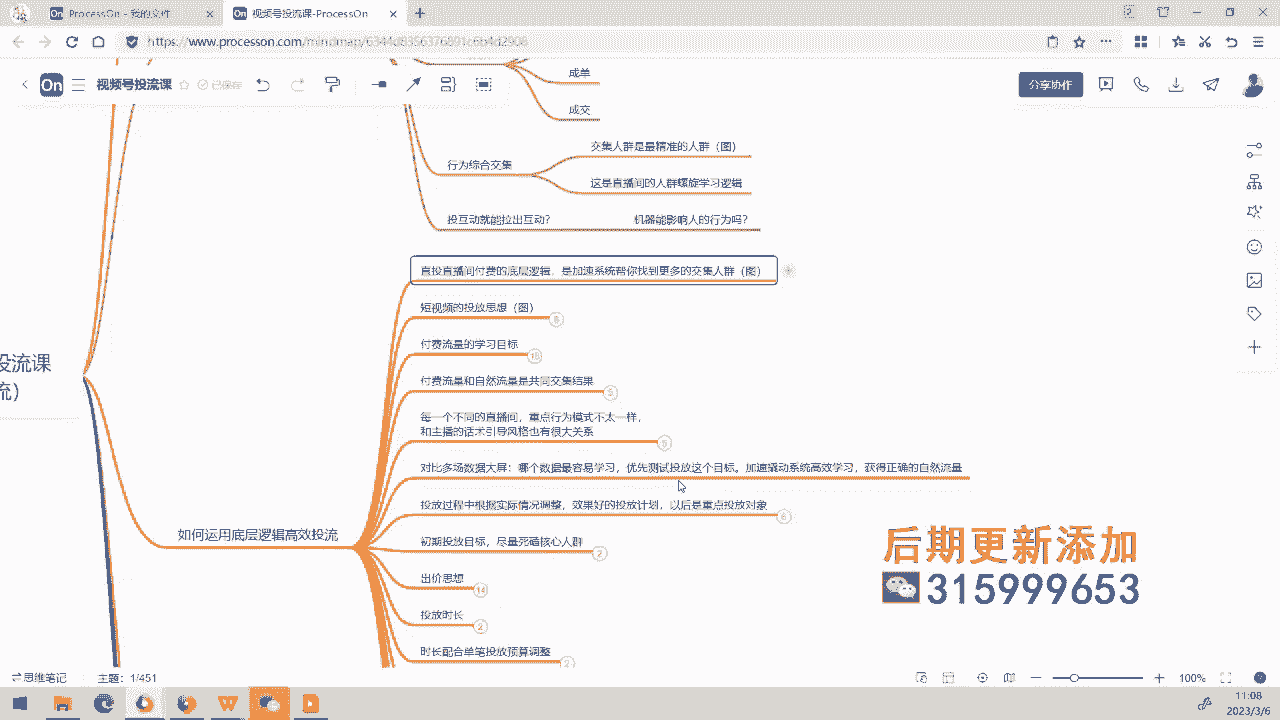 ProcessOn - 我的文件
视频号投流课-ProcessOn
视频号投流课
已保存
分享协作
成单
成交
行为综合交集
交集人群是最精准的人群（图）
这是直播间的人群螺旋学习逻辑
投互动就能拉出互动？
机器能影响人的行为吗？
直投直播间付费的底层逻辑，是加速系统帮你找到更多的交集人群（图）
短视频的投放思想（图）
8
付费流量的学习目标
18
付费流量和自然流量是共同交集结果
5
每一个不同的直播间，重点行为模式不太一样，
和主播的话术引导风格也有很大关系
对比多场数据大屏：哪个数据最容易学习，优先测试投放这个目标。加速撬动系统高效学习，获得正确的自然流量
投放过程中根据实际情况调整，效果好的投放计划，以后是重点投放对象
如何运用底层逻辑高效投流
初期投放目标，尽量死磕核心人群
2
出价思想
14
投放时长
2
时长配合单笔投放预算调整
2
投流课
流）
后期更新添加
315999653
思维笔记
主题：1/451
100%
11:08
2023/3/6